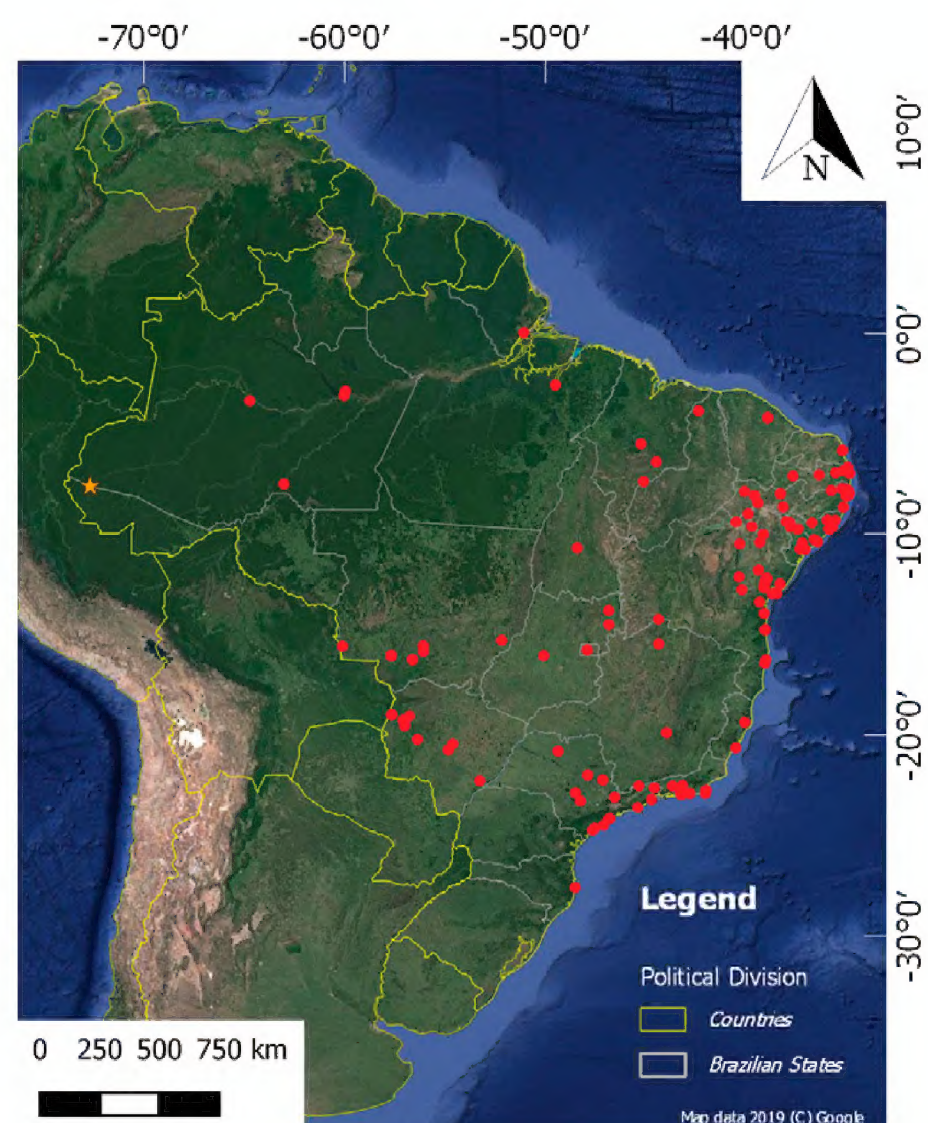 -70°0′ -60°0′ -50°0′ -40°0′
N
10°0′
0°0′
-10°0′
-20°0′
-30°0′
Legend
Political Division
Countries
Brazilian States
0 250 500 750 km
Map data 2019 (C) Google